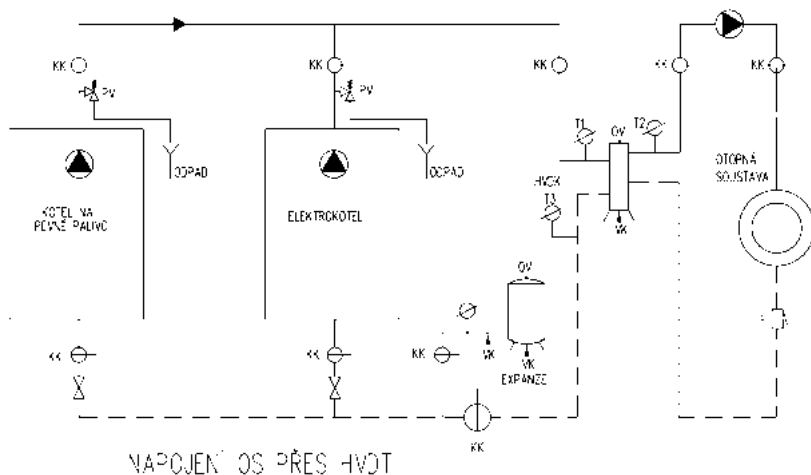 KK
KK
KK
KK
KK
PV
PV
T1
OV
T2
ODPAD
ODPAD
HVDT
OTOPNÁ
SOUSTAVA
KOTEL NA
PEVNÉ PALIVO
ELEKTROKOTEL
T3
VK
OV
KK
KK
KK
VK
VK
EXPANZE
KK
NAPOJENÍ OS PŘES HVDT